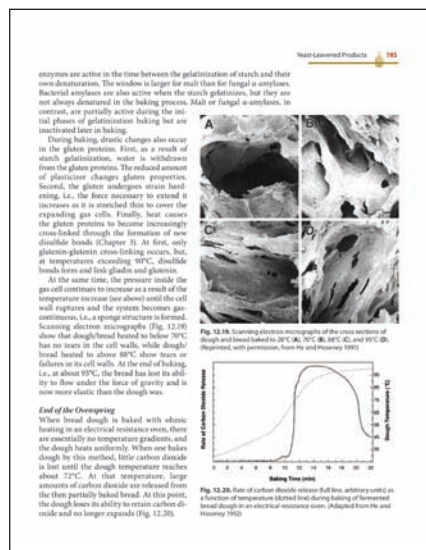 Yeast-Leavened Products 195
enzymes are active in the time between the gelatinization of starch and their
own denaturation. The window is larger for malt than for fungal α-amylases.
Bacterial amylases are also active when the starch gelatinizes, but they are
not always denatured in the baking process. Malt or fungal α-amylases, in
contrast, are partially active during the ini-
tial phases of gelatinization baking but are
inactivated later in baking.
During baking, drastic changes also occur
in the gluten proteins. First, as a result of
starch gelatinization, water is withdrawn
from the gluten proteins. The reduced amount
of plasticizer changes gluten properties.
Second, the gluten undergoes strain hard-
ening, i.e., the force necessary to extend it
increases as it is stretched thin to cover the
expanding gas cells. Finally, heat causes
the gluten proteins to become increasingly
cross-linked through the formation of new
disulfide bonds (Chapter 3). At first, only
glutenin-glutenin cross-linking occurs, but,
at temperatures exceeding 90°C, disulfide
bonds form and link gliadin and glutenin.
At the same time, the pressure inside the
gas cell continues to increase as a result of the
temperature increase (see above) until the cell
wall ruptures and the system becomes gas-
continuous, i.e., a sponge structure is formed.
Scanning electron micrographs (Fig. 12.19)
show that dough/bread heated to below 70°C
has no tears in the cell walls, while dough/
bread heated to above 88°C show tears or
failures in its cell walls. At the end of baking,
i.e., at about 95°C, the bread has lost its abil-
ity to flow under the force of gravity and is
now more elastic than the dough was.
End of the Ovenspring
When bread dough is baked with ohmic
heating in an electrical resistance oven, there
are essentially no temperature gradients, and
the dough heats uniformly. When one bakes
dough by this method, little carbon dioxide
is lost until the dough temperature reaches
about 72°C. At that temperature, large
amounts of carbon dioxide are released from
the then partially baked bread. At this point,
the dough loses its ability to retain carbon di-
oxide and no longer expands (Fig. 12.20).
A
B
C
D
Fig. 12.19. Scanning electron micrographs of the cross sections of
dough and bread baked to 28°C (A), 70°C (B), 88°C (C), and 95°C (D).
(Reprinted, with permission, from He and Hoseney 1991)
Rate of Carbon Dioxide Release
Dough Temperature (°C)
0 2 4 6 8 10 12 14 16 18 20
Baking Time (min)
Fig. 12.20. Rate of carbon dioxide release (full line, arbitrary units) as
a function of temperature (dotted line) during baking of fermented
bread dough in an electrical resistance oven. (Adapted from He and
Hoseney 1992)